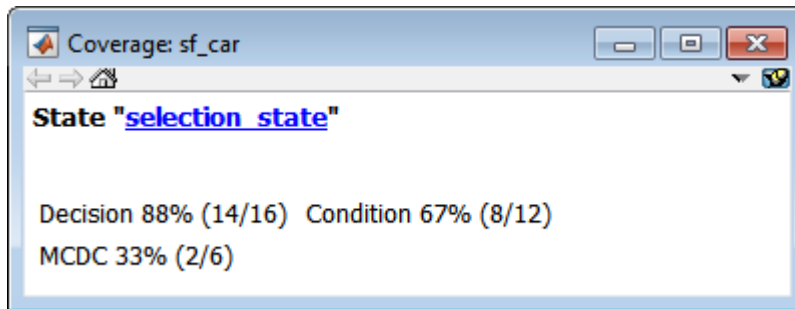 Coverage: sf_car
State "selection_state"
Decision 88% (14/16) Condition 67% (8/12)
MCDC 33% (2/6)